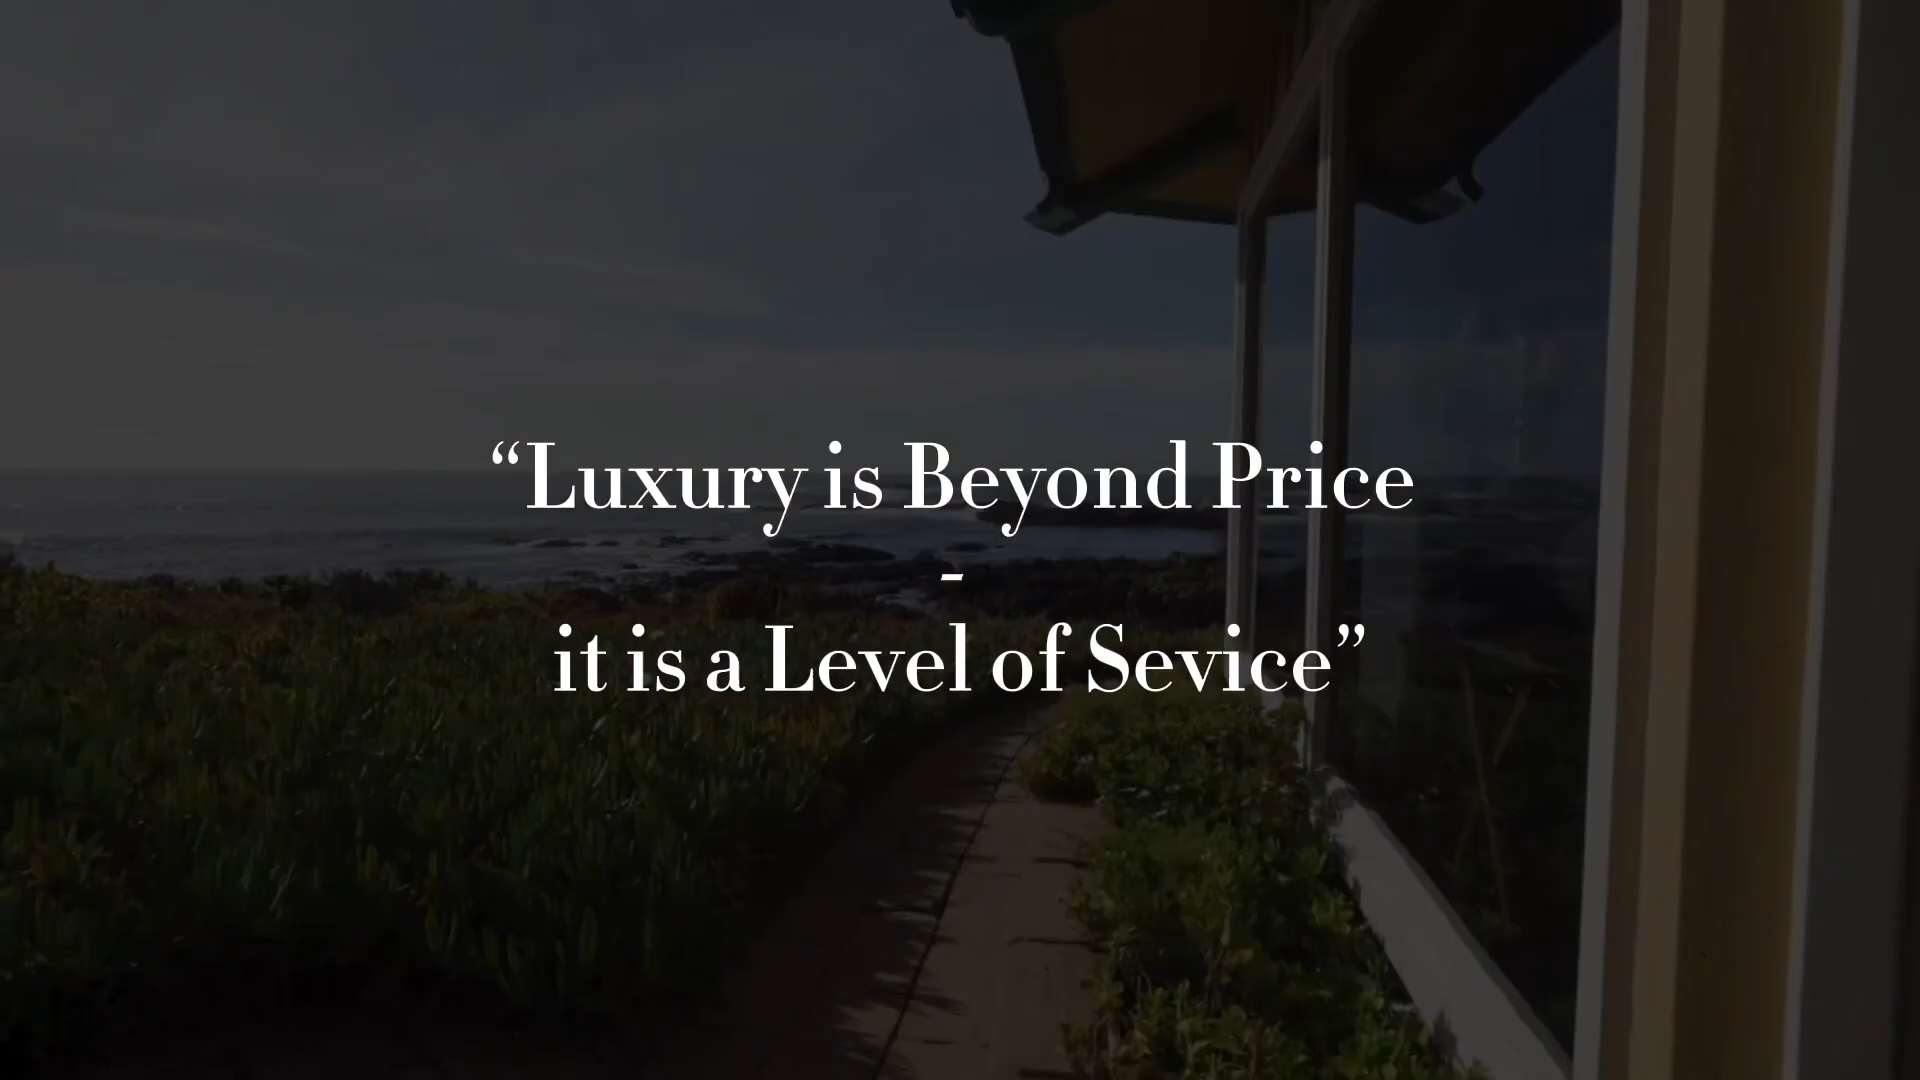 “Luxury is Beyond Price
-
it is a Level of Sevice”